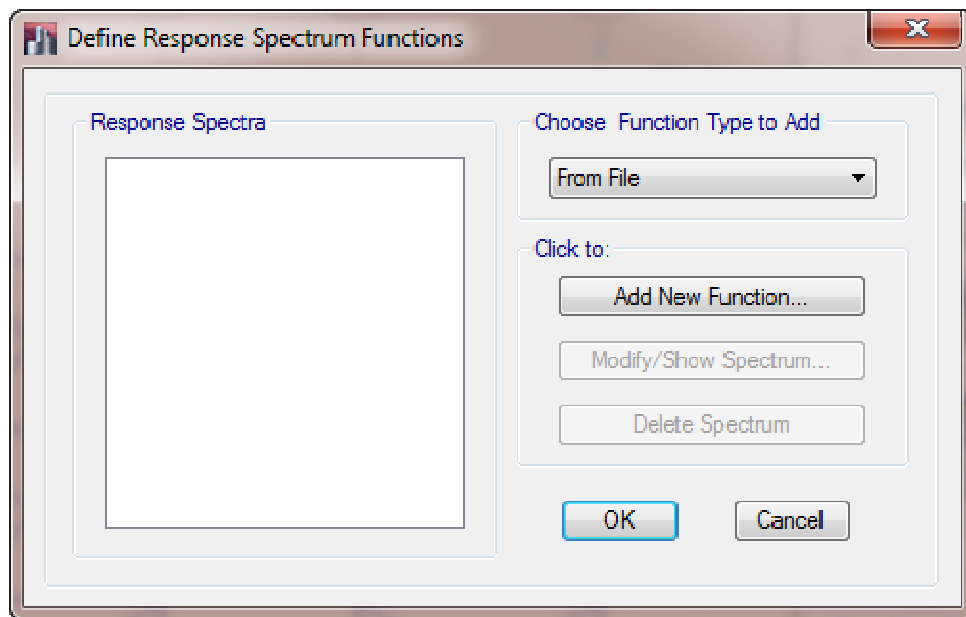 Define Response Spectrum Functions
Response Spectra
Choose Function Type to Add
From File
Click to:
Add New Function...
Modify/Show Spectrum...
Delete Spectrum
OK
Cancel